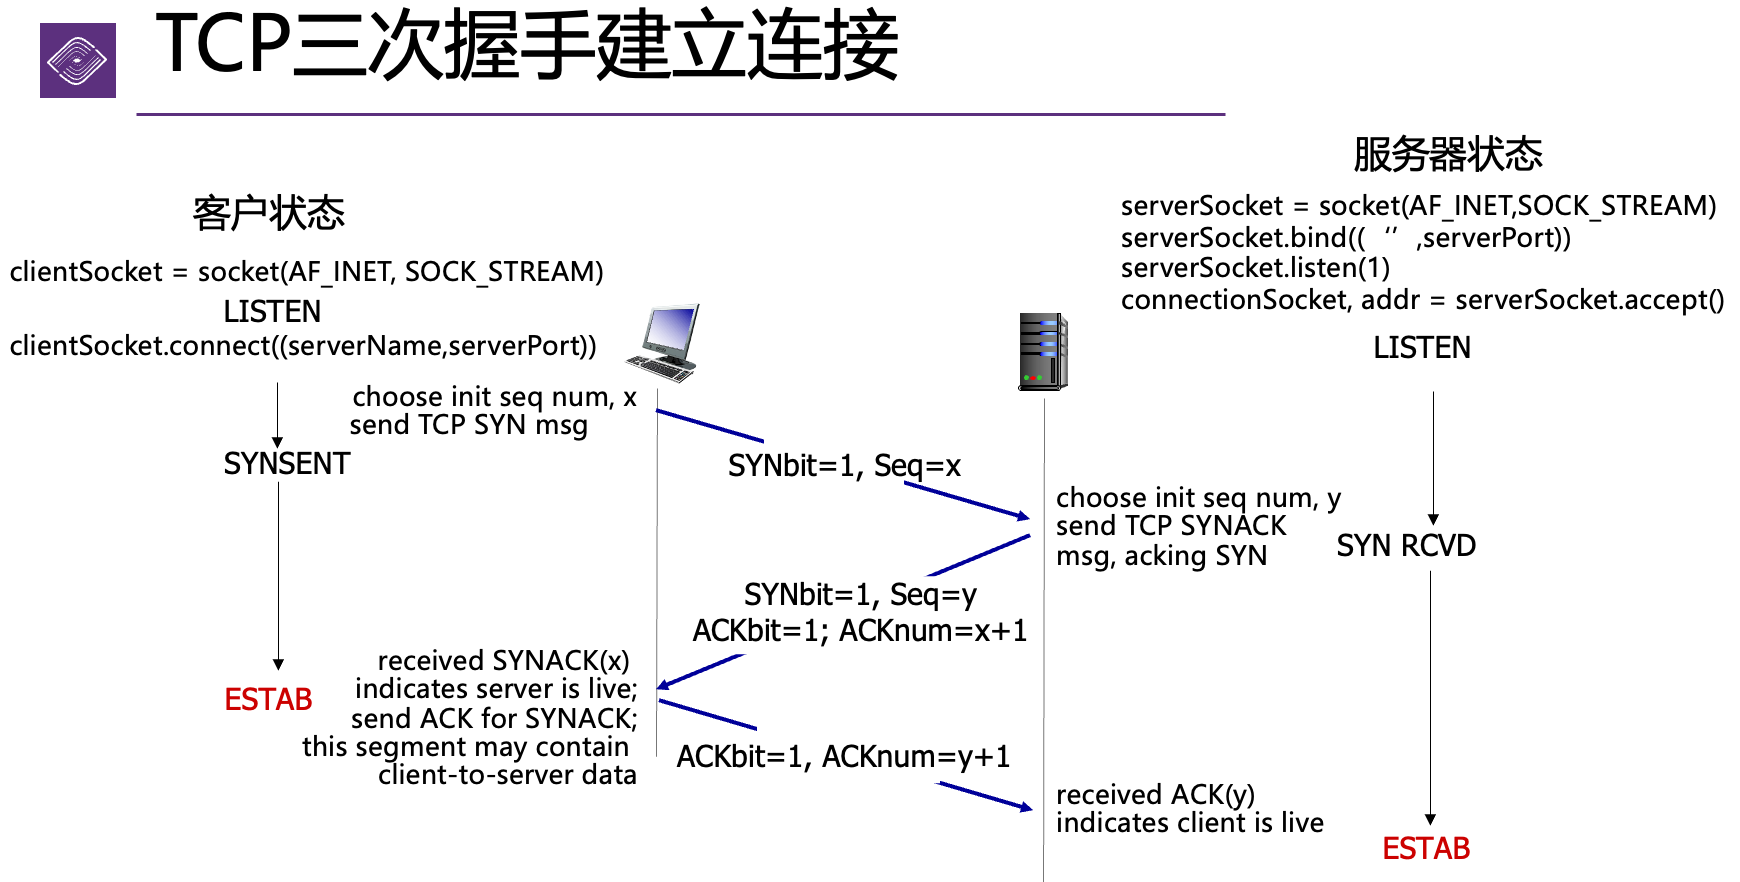 TCP三次握手建立连接
客户状态
clientSocket = socket(AF_INET, SOCK_STREAM)
LISTEN
clientSocket.connect((serverName,serverPort))
SYNSENT
ESTAB
choose init seq num, x
send TCP SYN msg
SYNbit=1, Seq=x
SYNbit=1, Seq=y
ACKbit=1; ACKnum=x+1
received SYNACK(x)
indicates server is live;
send ACK for SYNACK;
this segment may contain
client-to-server data
ACKbit=1, ACKnum=y+1
服务器状态
serverSocket = socket(AF_INET,SOCK_STREAM)
serverSocket.bind((‘’,serverPort))
serverSocket.listen(1)
connectionSocket, addr = serverSocket.accept()
LISTEN
choose init seq num, y
send TCP SYNACK
msg, acking SYN
SYN RCVD
received ACK(y)
indicates client is live
ESTAB